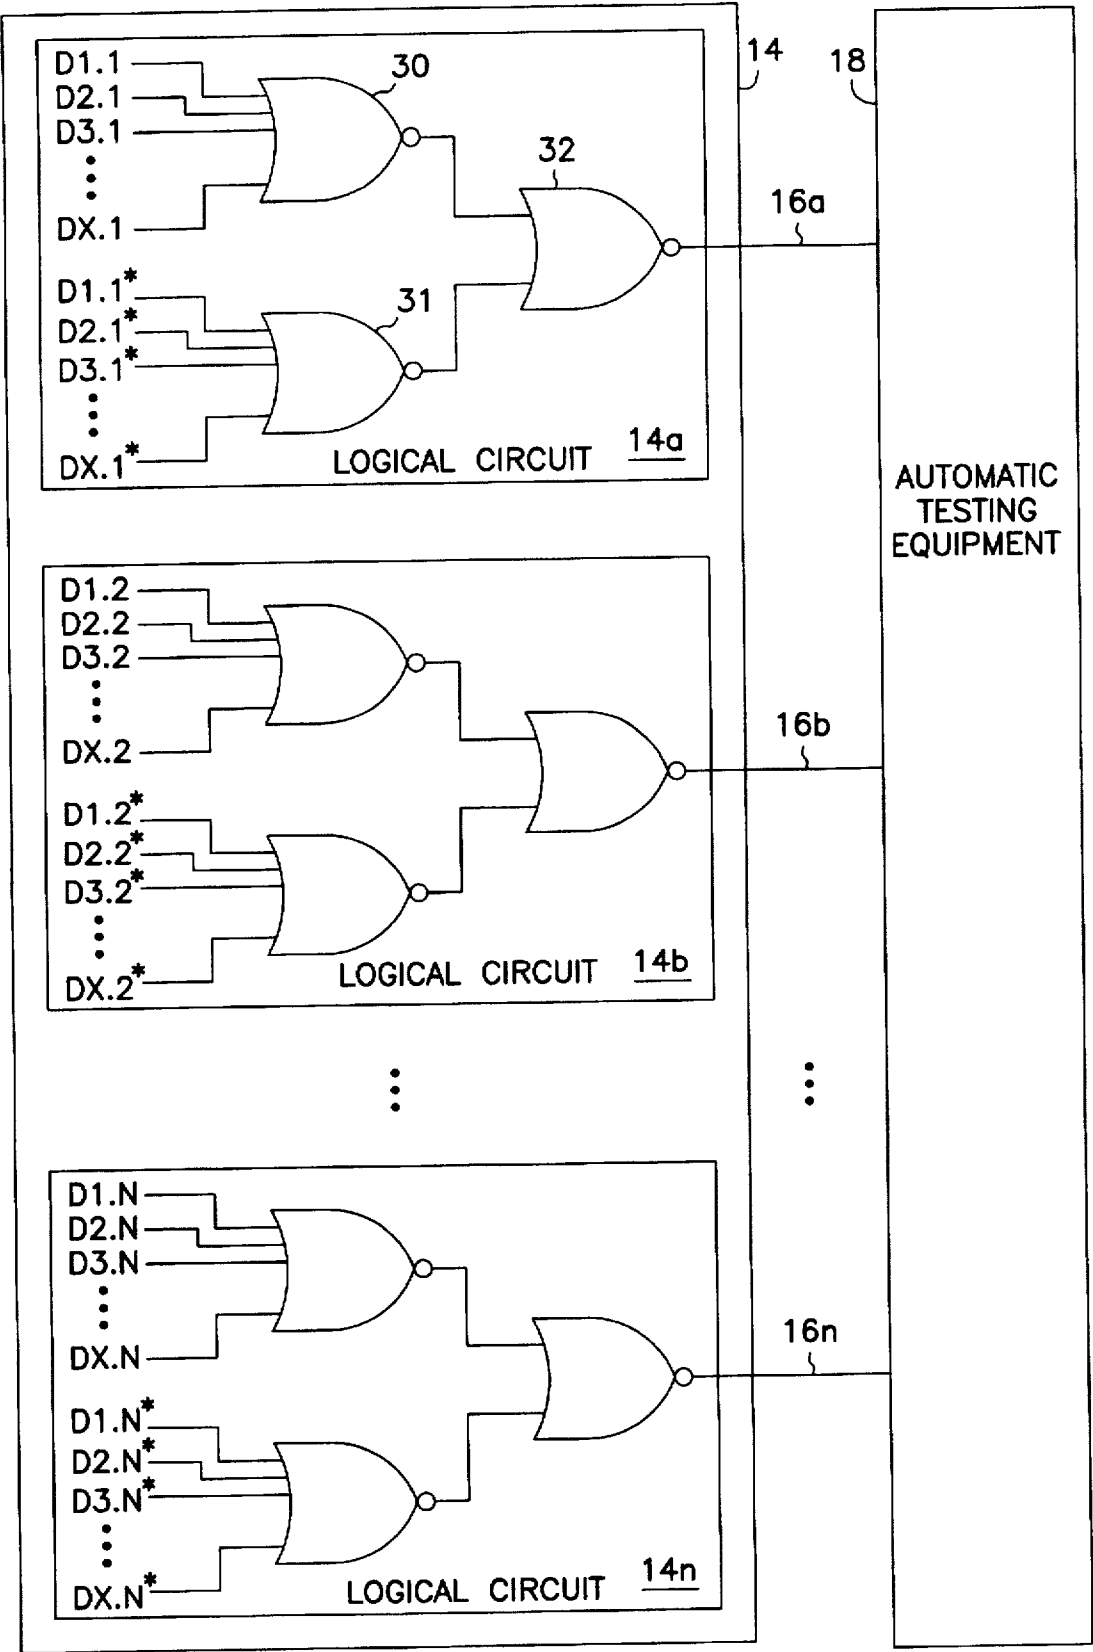 D1.1
D2.1
D3.1
DX.1
30
D1.1*
D2.1*
D3.1*
DX.1*
31
32
LOGICAL CIRCUIT 14a
14
18
16a
AUTOMATIC
TESTING
EQUIPMENT
D1.2
D2.2
D3.2
DX.2
D1.2*
D2.2*
D3.2*
DX.2*
LOGICAL CIRCUIT 14b
16b
D1.N
D2.N
D3.N
DX.N
D1.N*
D2.N*
D3.N*
DX.N*
LOGICAL CIRCUIT 14n
16n